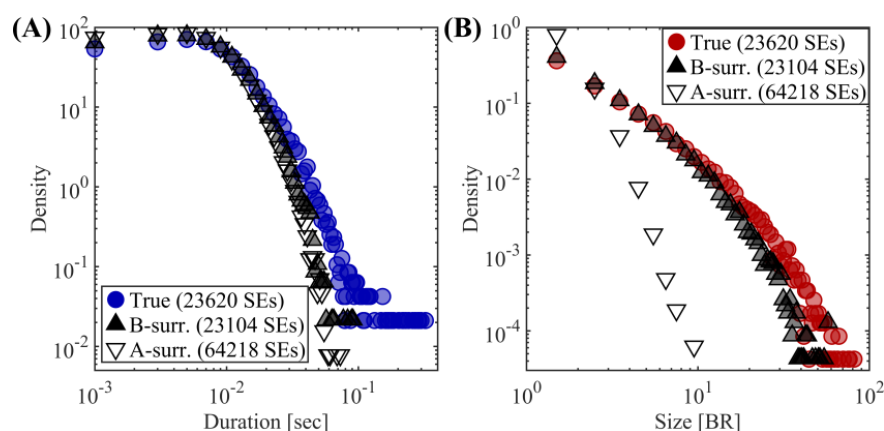 (A)
10^2
10^1
10^0
10^-1
10^-2
Density
10^-3
10^-2
10^-1
Duration [sec]
True (23620 SEs)
B-surr. (23104 SEs)
A-surr. (64218 SEs)
(B)
10^0
10^-1
10^-2
10^-3
10^-4
Density
10^0
10^1
10^2
Size [BR]
True (23620 SEs)
B-surr. (23104 SEs)
A-surr. (64218 SEs)